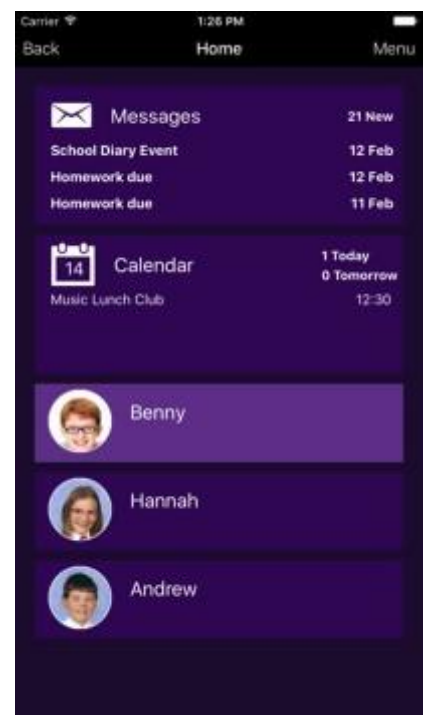 Carrier 1:26 PM
Back Home Menu
Messages 21 New
School Diary Event 12 Feb
Homework due 12 Feb
Homework due 11 Feb
14 Calendar 1 Today
0 Tomorrow
Music Lunch Club 12:30
Benny
Hannah
Andrew